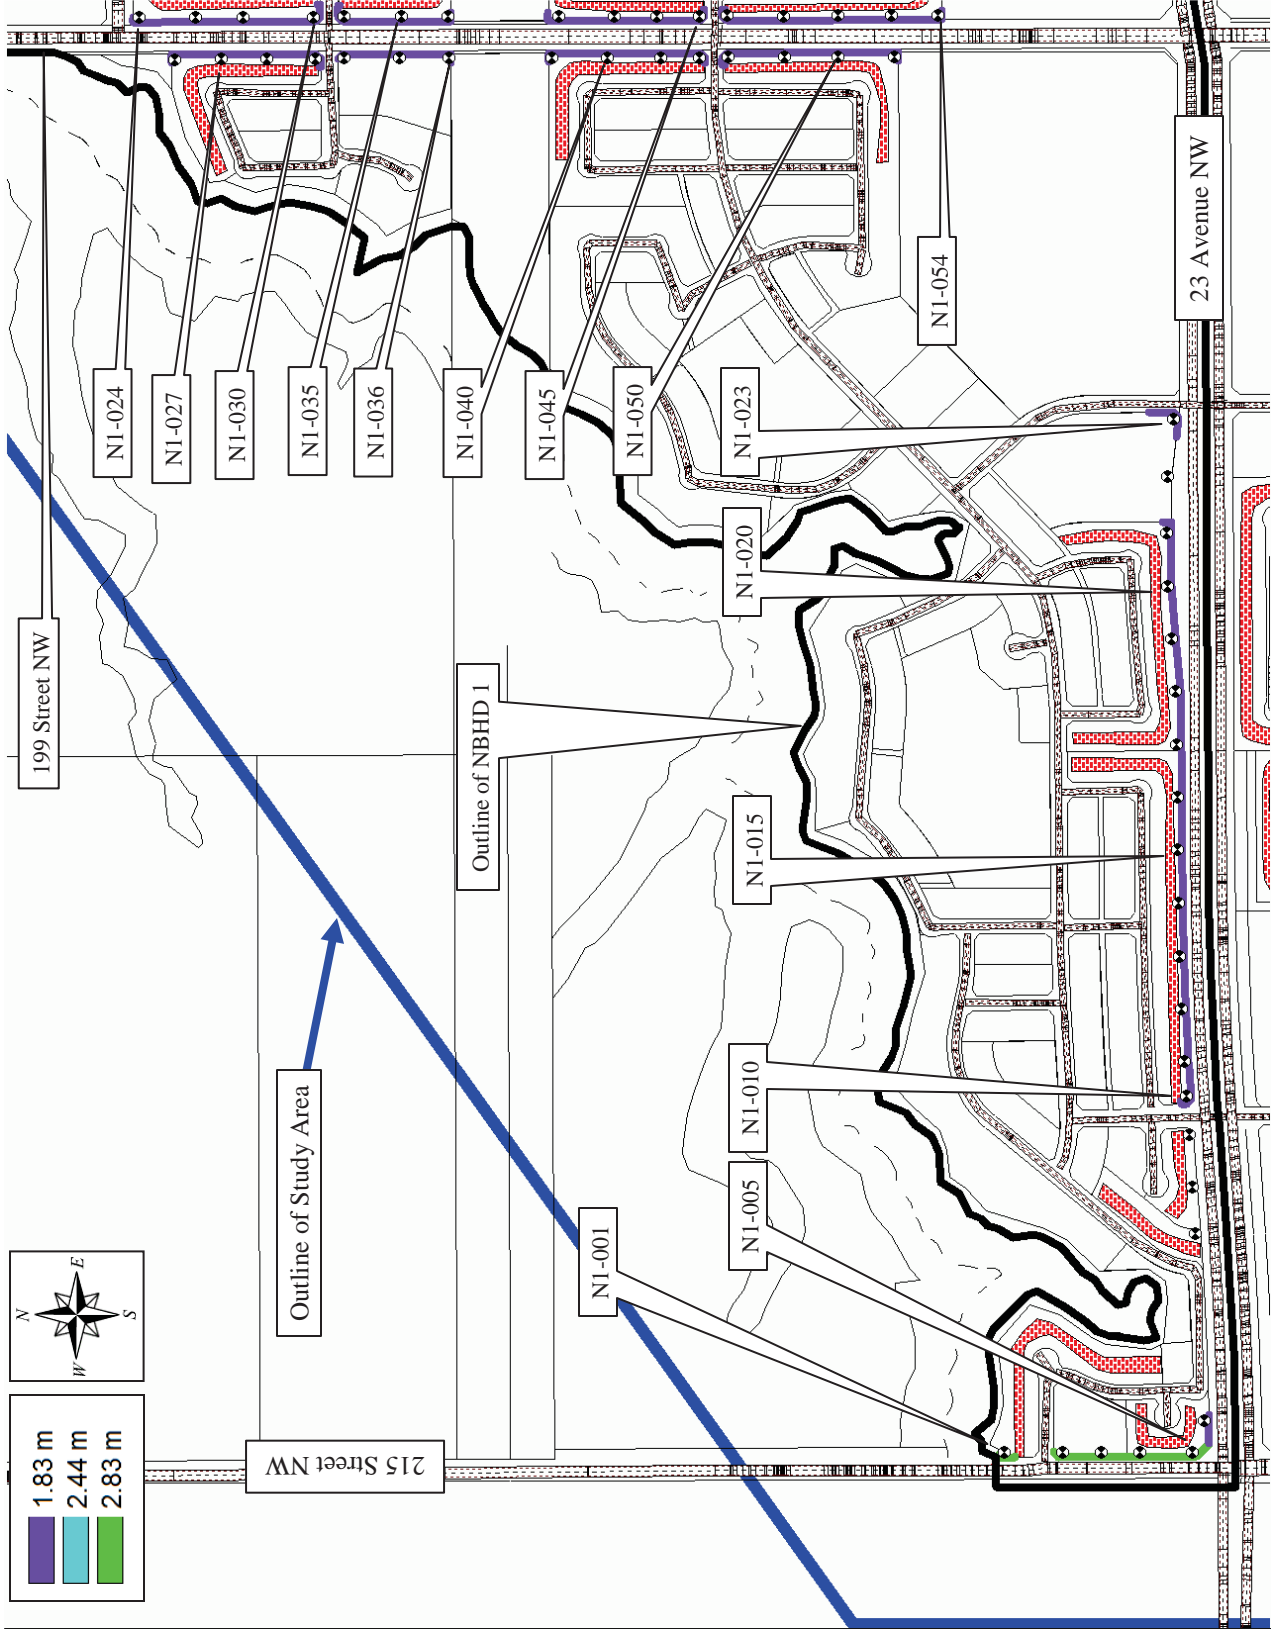 199 Street NW
N1-024
N1-027
N1-030
N1-035
N1-036
N1-040
N1-045
N1-050
N1-054
23 Avenue NW
N1-023
N1-020
Outline of NBHD 1
N1-015
N1-010
N1-005
N1-001
Outline of Study Area
215 Street NW
N
E
S
W
1.83 m
2.44 m
2.83 m